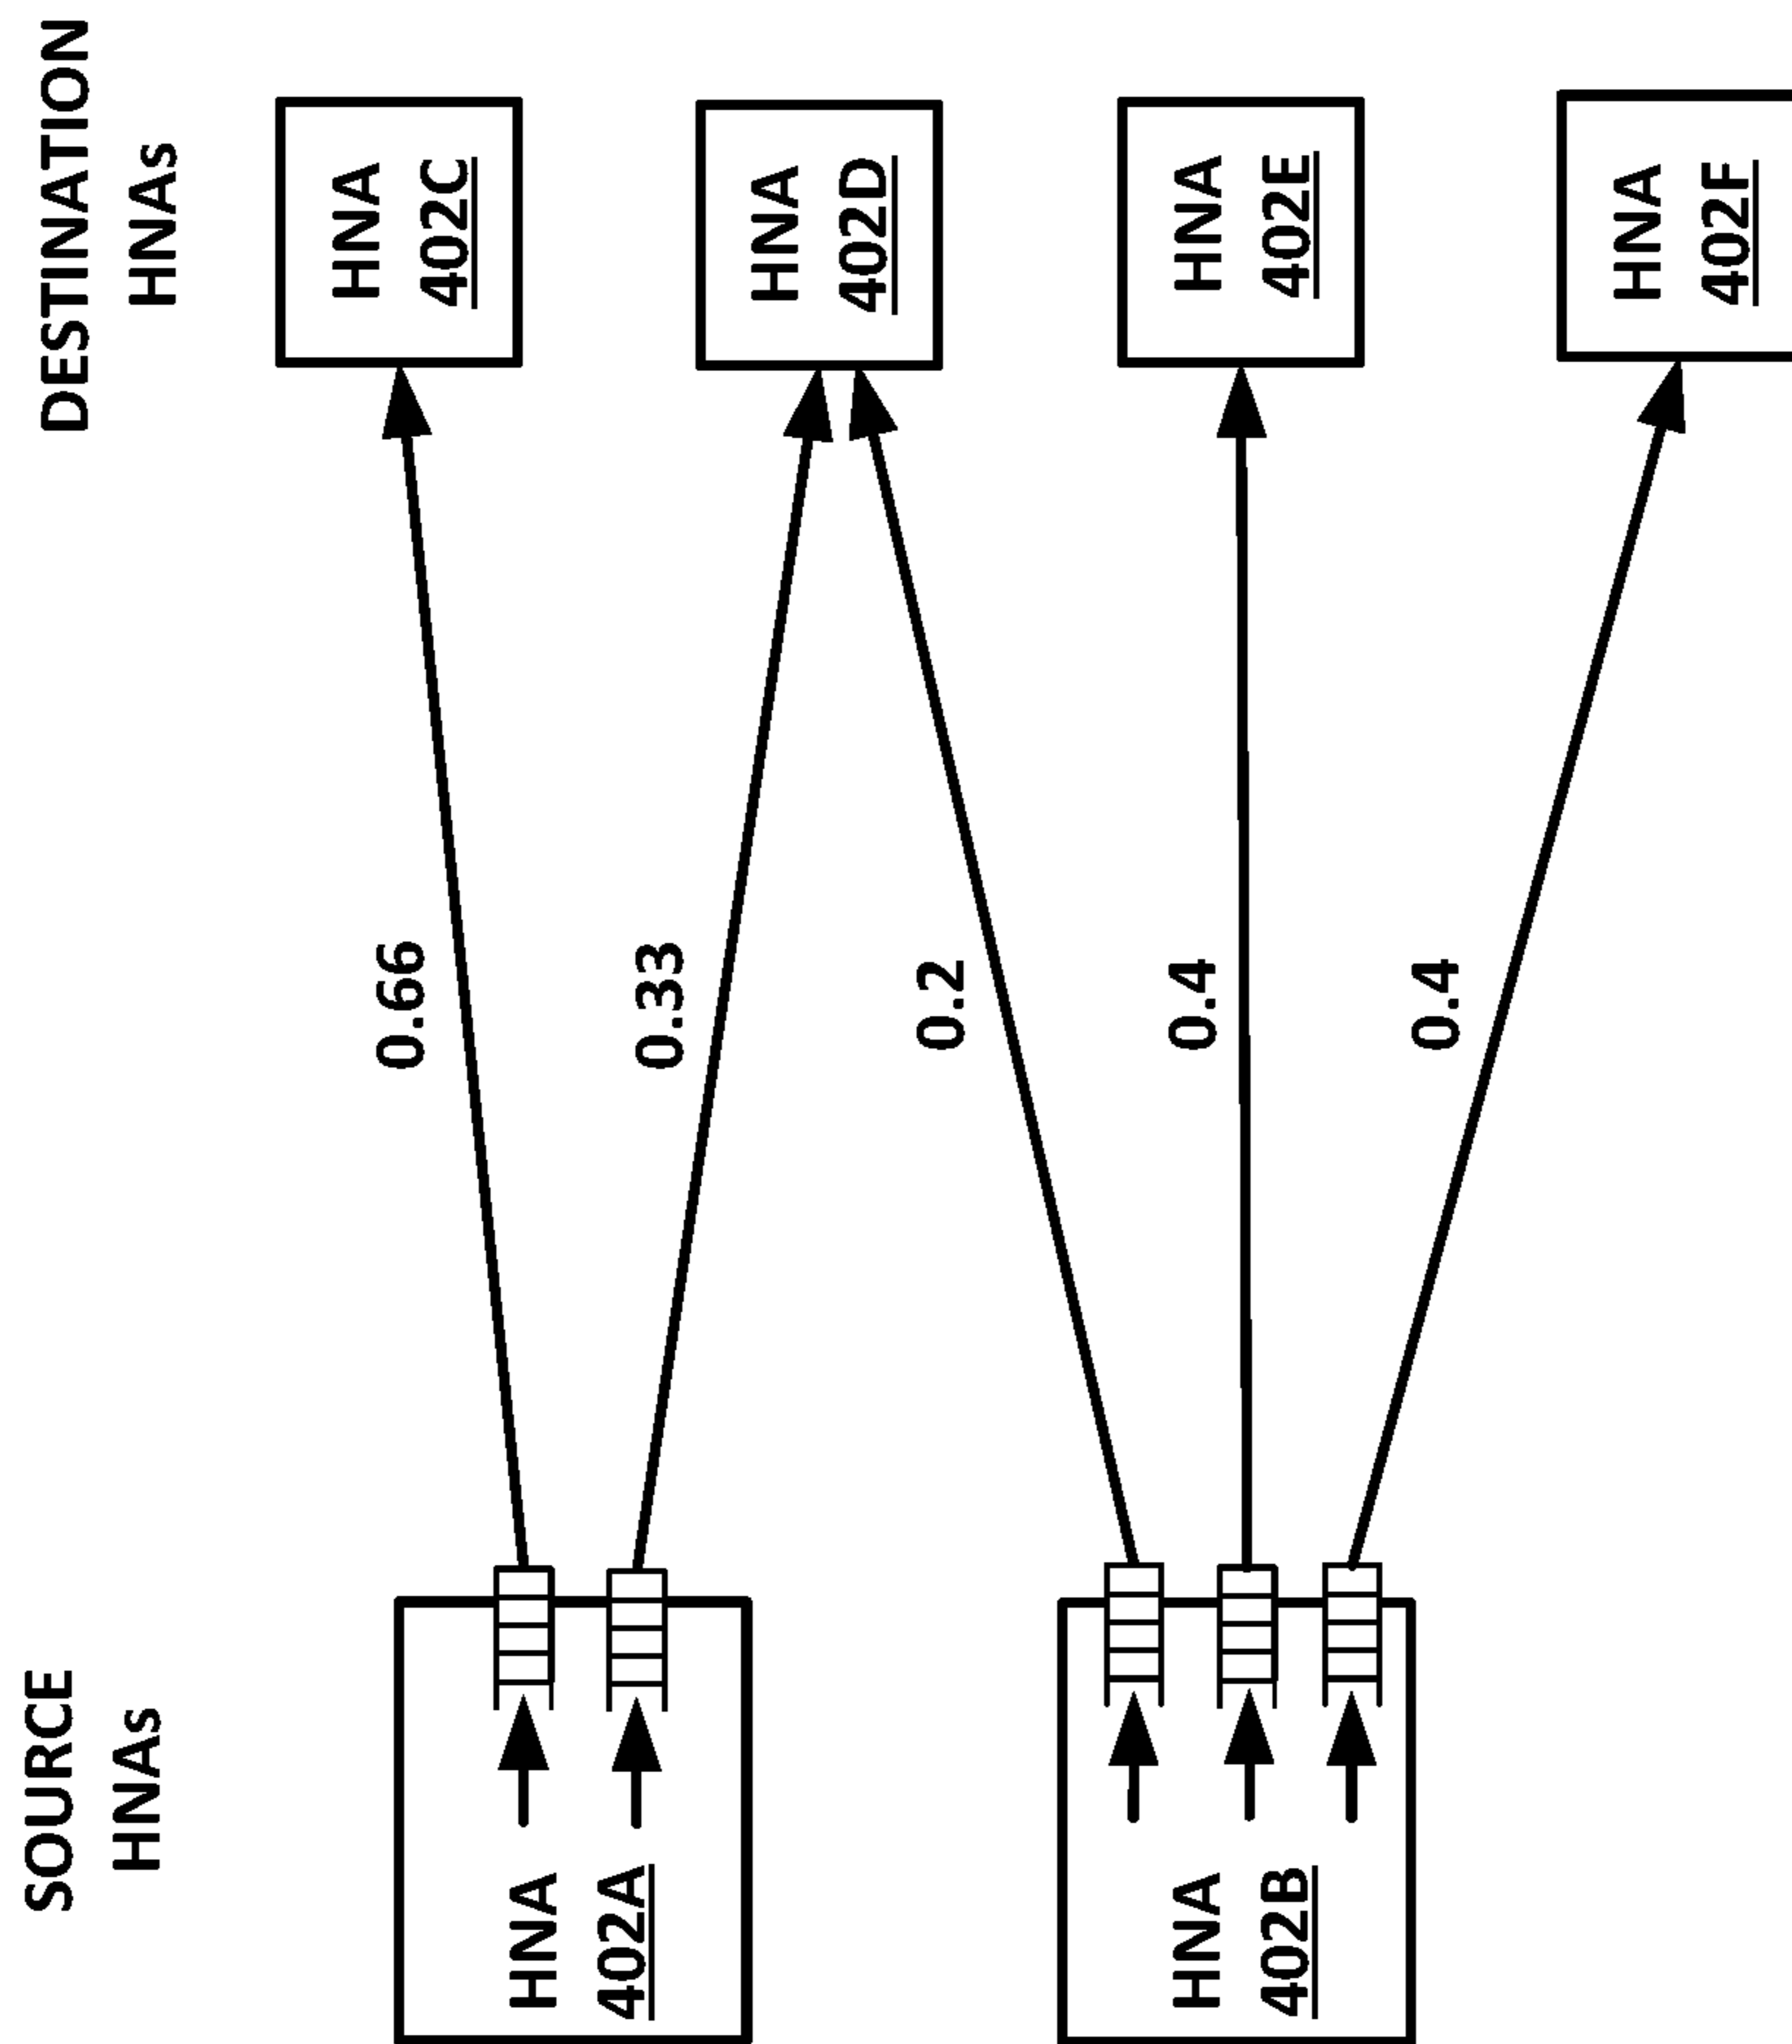 SOURCE
HNAs
DESTINATION
HNAs
HNA
402A
HNA
402B
0.66
0.33
0.2
0.4
0.4
HNA
402C
HNA
402D
HNA
402E
HNA
402F